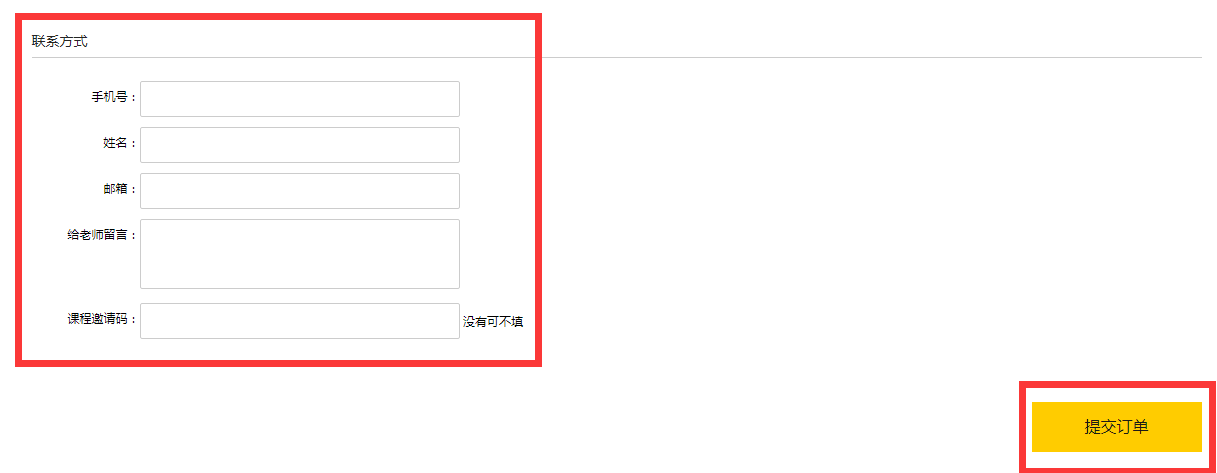 联系方式
手机号：
姓名：
邮箱：
给老师留言：
课程邀请码： 没有可不填
提交订单